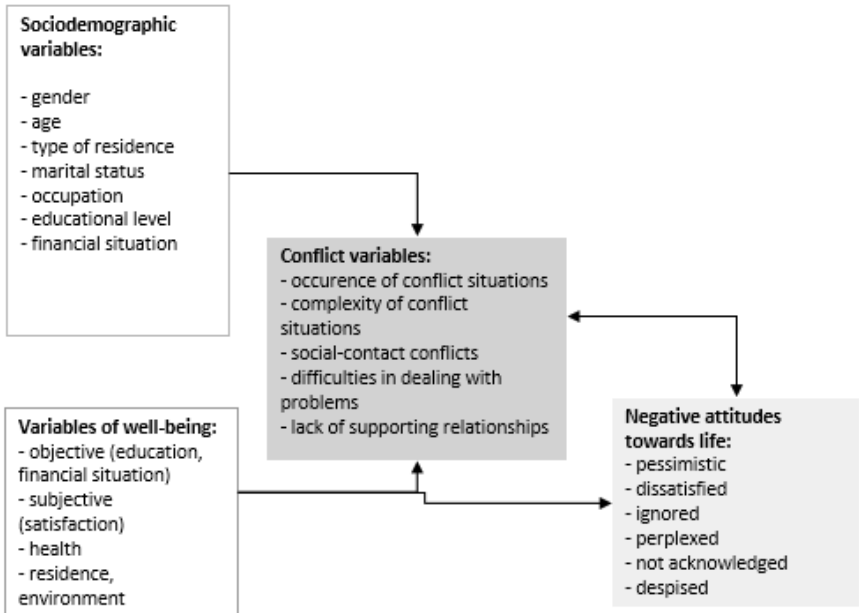 Sociodemographic
variables:
- gender
- age
- type of residence
- marital status
- occupation
- educational level
- financial situation
Conflict variables:
- occurence of conflict situations
- complexity of conflict
situations
- social-contact conflicts
- difficulties in dealing with
problems
- lack of supporting relationships
Variables of well-being:
- objective (education,
financial situation)
- subjective
(satisfaction)
- health
- residence,
environment
Negative attitudes
towards life:
- pessimistic
- dissatisfied
- ignored
- perplexed
- not acknowledged
- despised